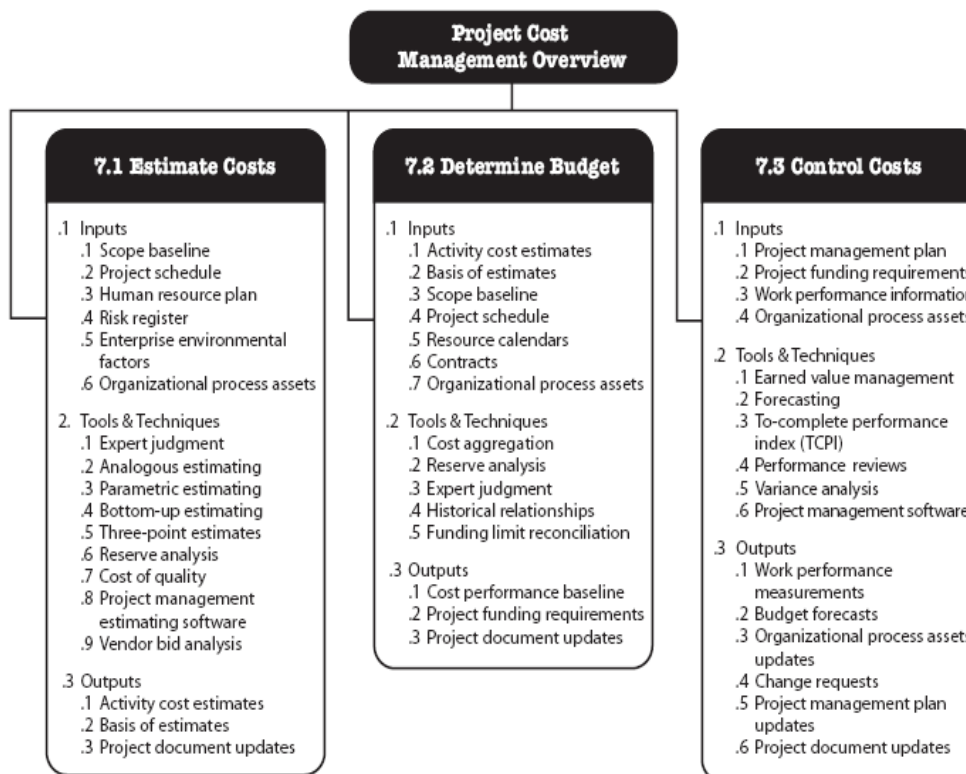 Project Cost
Management Overview
7.1 Estimate Costs
.1 Inputs
.1 Scope baseline
.2 Project schedule
.3 Human resource plan
.4 Risk register
.5 Enterprise environmental
factors
.6 Organizational process assets
2. Tools & Techniques
.1 Expert judgment
.2 Analogous estimating
.3 Parametric estimating
.4 Bottom-up estimating
.5 Three-point estimates
.6 Reserve analysis
.7 Cost of quality
.8 Project management
estimating software
.9 Vendor bid analysis
.3 Outputs
.1 Activity cost estimates
.2 Basis of estimates
.3 Project document updates
7.2 Determine Budget
.1 Inputs
.1 Activity cost estimates
.2 Basis of estimates
.3 Scope baseline
.4 Project schedule
.5 Resource calendars
.6 Contracts
.7 Organizational process assets
.2 Tools & Techniques
.1 Cost aggregation
.2 Reserve analysis
.3 Expert judgment
.4 Historical relationships
.5 Funding limit reconciliation
.3 Outputs
.1 Cost performance baseline
.2 Project funding requirements
.3 Project document updates
7.3 Control Costs
.1 Inputs
.1 Project management plan
.2 Project funding requirements
.3 Work performance information
.4 Organizational process assets
.2 Tools & Techniques
.1 Earned value management
.2 Forecasting
.3 To-complete performance
index (TCPI)
.4 Performance reviews
.5 Variance analysis
.6 Project management software
.3 Outputs
.1 Work performance
measurements
.2 Budget forecasts
.3 Organizational process assets
updates
.4 Change requests
.5 Project management plan
updates
.6 Project document updates